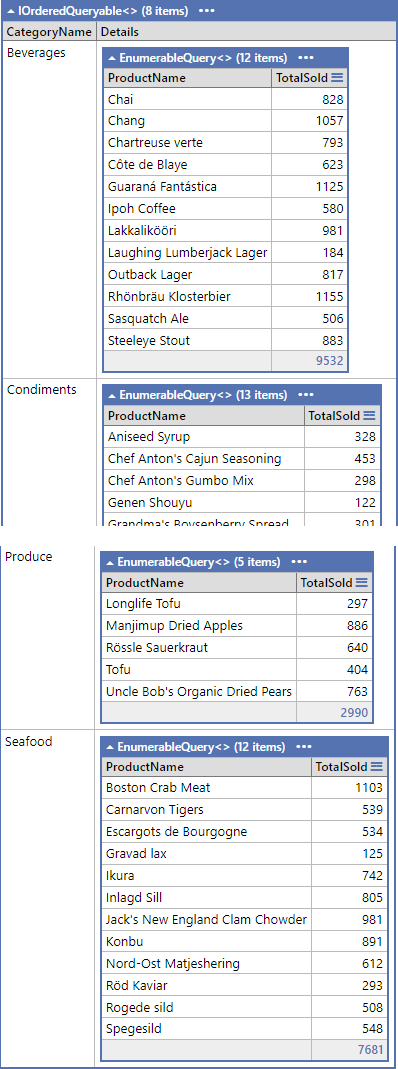 IOrderedQueryable<> (8 items) •••
CategoryName Details
Beverages
EnumerableQuery<> (12 items) •••
ProductName TotalSold
Chai 828
Chang 1057
Chartreuse verte 793
Côte de Blaye 623
Guaraná Fantástica 1125
Ipoh Coffee 580
Lakkalikööri 981
Laughing Lumberjack Lager 184
Outback Lager 817
Rhönbräu Klosterbier 1155
Sasquatch Ale 506
Steeleye Stout 883
9532
Condiments
EnumerableQuery<> (13 items) •••
ProductName TotalSold
Aniseed Syrup 328
Chef Anton's Cajun Seasoning 453
Chef Anton's Gumbo Mix 298
Genen Shouyu 122
Grandma's Boysenberry Spread 301
Produce
EnumerableQuery<> (5 items) •••
ProductName TotalSold
Longlife Tofu 297
Manjimup Dried Apples 886
Rössle Sauerkraut 640
Tofu 404
Uncle Bob's Organic Dried Pears 763
2990
Seafood
EnumerableQuery<> (12 items) •••
ProductName TotalSold
Boston Crab Meat 1103
Carnarvon Tigers 539
Escargots de Bourgogne 534
Gravad lax 125
Ikura 742
Inlagd Sill 805
Jack's New England Clam Chowder 981
Konbu 891
Nord-Ost Matjeshering 612
Röd Kaviar 293
Rogede sild 508
Spegesild 548
7681